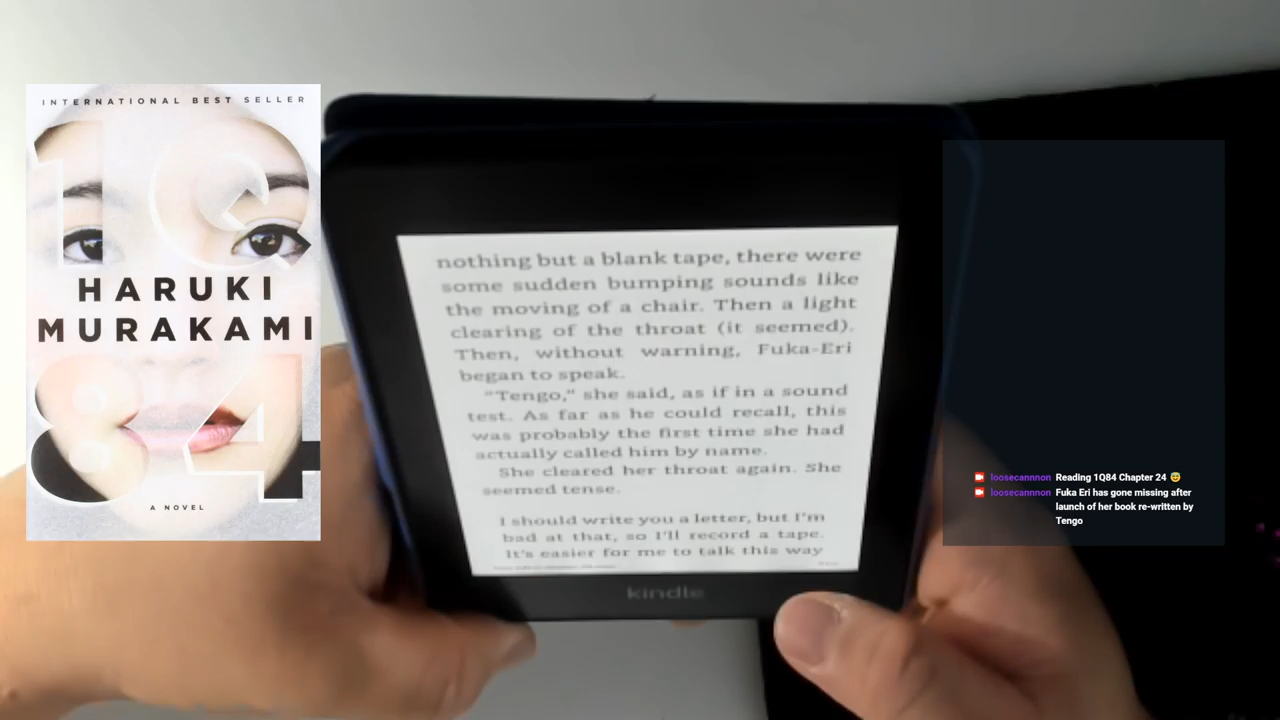 INTERNATIONAL BEST SELLER
1Q
HARUKI
MURAKAMI
84
A NOVEL
nothing but a blank tape, there were
some sudden bumping sounds like
the moving of a chair. Then a light
clearing of the throat (it seemed).
Then, without warning, Fuka-Eri
began to speak.
“Tengo,” she said, as if in a sound
test. As far as he could recall, this
was probably the first time she had
actually called him by name.
She cleared her throat again. She
seemed tense.
I should write you a letter, but I’m
bad at that, so I’ll record a tape.
It’s easier for me to talk this way
kindle
loosecannnon Reading 1Q84 Chapter 24 😇
loosecannnon Fuka Eri has gone missing after
launch of her book re-written by
Tengo